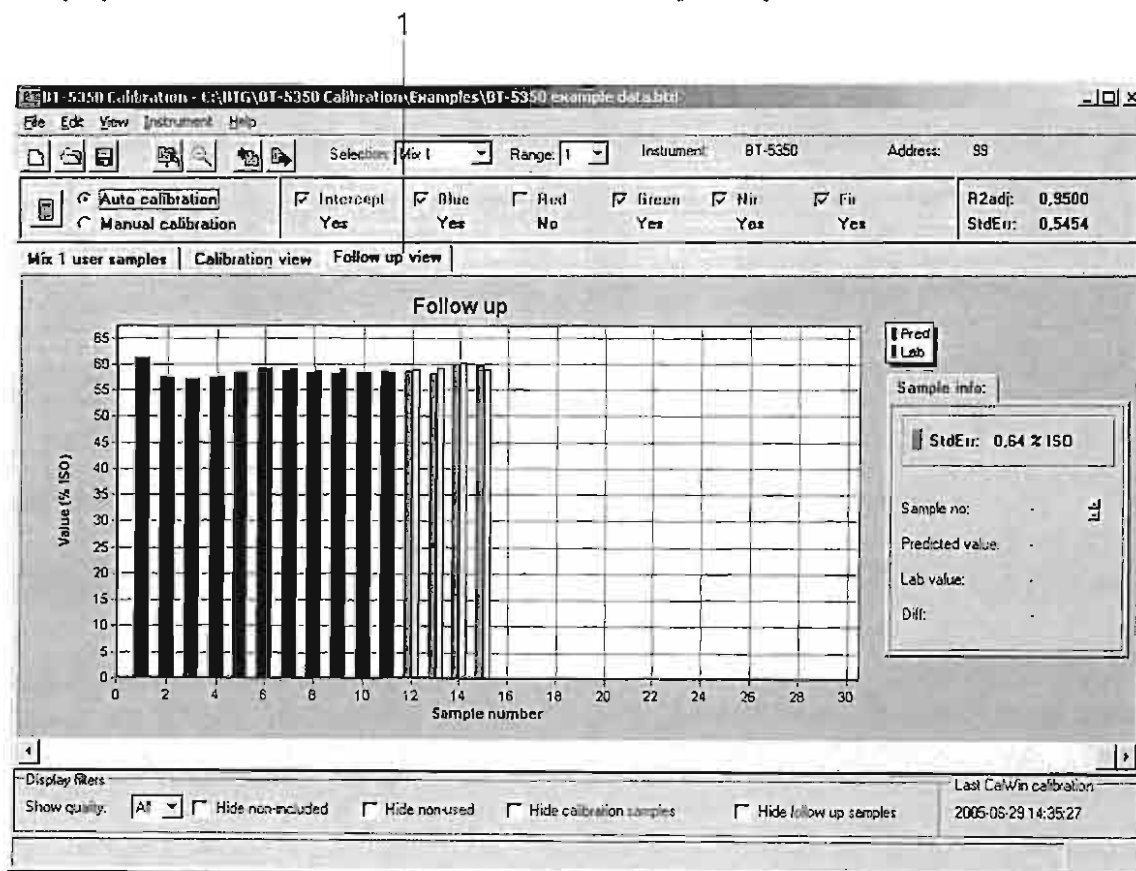 1
BT-5350 Calibration - C:\BTG\BT-5350 Calibration\Examples\BT-5350 example data.btd
File Edit View Instrument Help
Selection: Mix 1 Range: 1 Instrument: BT-5350 Address: 99
Auto calibration Intercept Blue Red Green Nir Fir R2adj: 0,9500
Manual calibration Yes Yes No Yes Yes Yes StdErr: 0,5454
Mix 1 user samples Calibration view Follow up view
Follow up
65
60
55
50
45
40
35
30
25
20
15
10
5
0
Value (% ISO)
0 2 4 6 8 10 12 14 16 18 20 22 24 26 28 30
Sample number
Pred
Lab
Sample info:
StdErr: 0,64 % ISO
Sample no: -
Predicted value: -
Lab value: -
Diff: -
Display filters
Show quality: All Hide non-included Hide non-used Hide calibration samples Hide follow up samples
Last CalWin calibration
2005-06-29 14:35:27